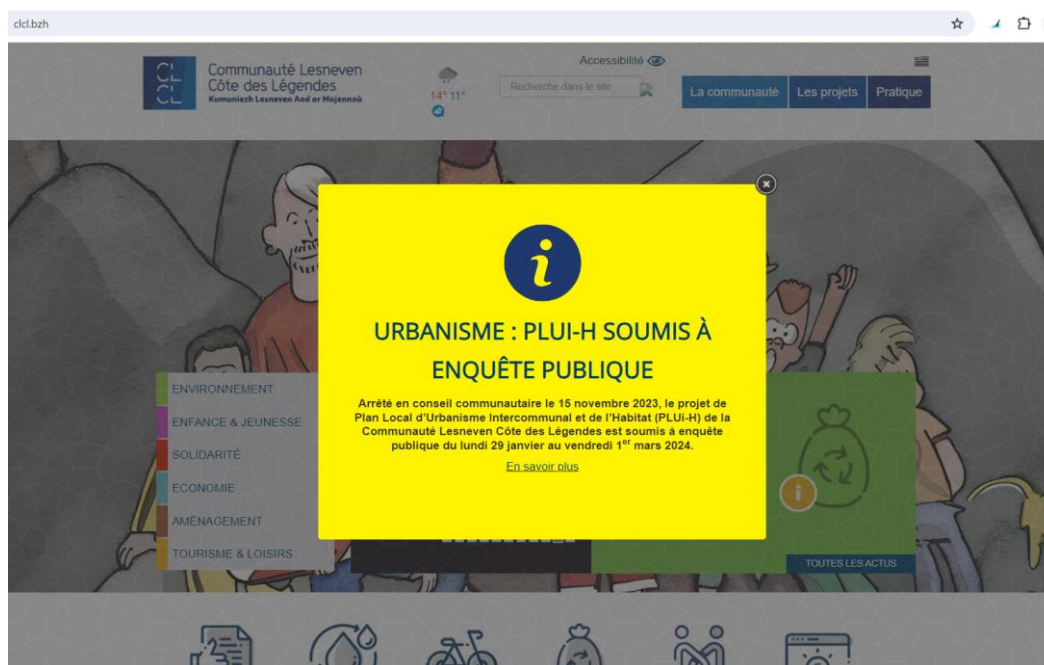 clcl.bzh
CL
CL
Communauté Lesneven
Côte des Légendes
Kumuniezh Lesneven Aod ar Mojennoù
14° 11°
Accessibilité
Recherche dans le site
La communauté
Les projets
Pratique
i
URBANISME : PLUI-H SOUMIS À
ENQUÊTE PUBLIQUE
Arrêté en conseil communautaire le 15 novembre 2023, le projet de
Plan Local d'Urbanisme Intercommunal et de l'Habitat (PLUi-H) de la
Communauté Lesneven Côte des Légendes est soumis à enquête
publique du lundi 29 janvier au vendredi 1er mars 2024.
En savoir plus
ENVIRONNEMENT
ENFANCE & JEUNESSE
SOLIDARITÉ
ECONOMIE
AMÉNAGEMENT
TOURISME & LOISIRS
i
TOUTES LES ACTUS